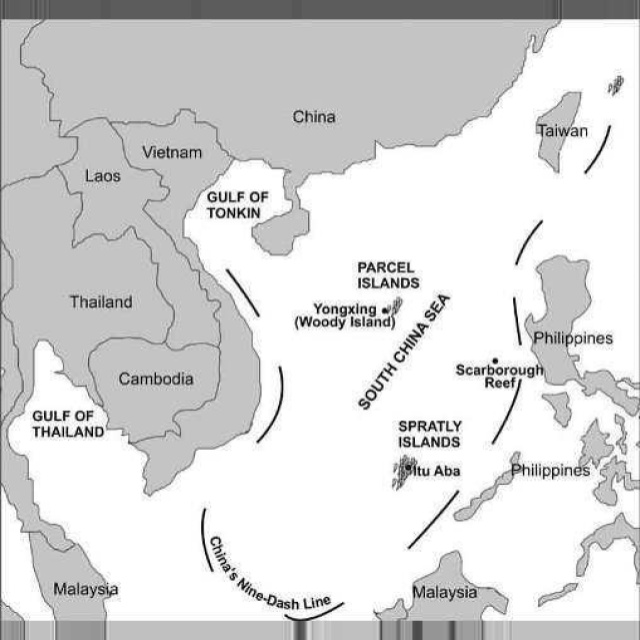 China
Taiwan
Vietnam
Laos
GULF OF
TONKIN
PARCEL
ISLANDS
Yongxing
(Woody Island)
Thailand
SOUTH CHINA SEA
Philippines
Scarborough
Reef
Cambodia
GULF OF
THAILAND
SPRATLY
ISLANDS
Itu Aba
Philippines
China's Nine-Dash Line
Malaysia
Malaysia